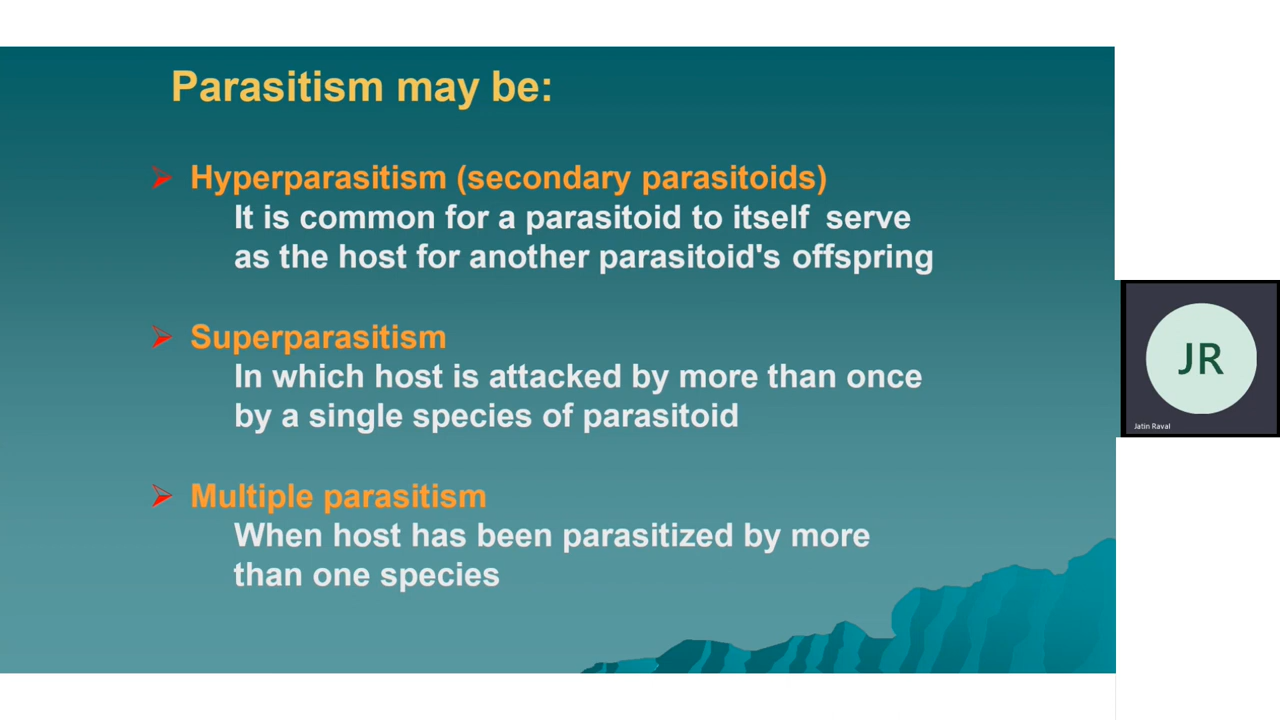 Parasitism may be:
Hyperparasitism (secondary parasitoids)
It is common for a parasitoid to itself serve
as the host for another parasitoid's offspring
Superparasitism
In which host is attacked by more than once
by a single species of parasitoid
Multiple parasitism
When host has been parasitized by more
than one species
JR
Jatin Raval